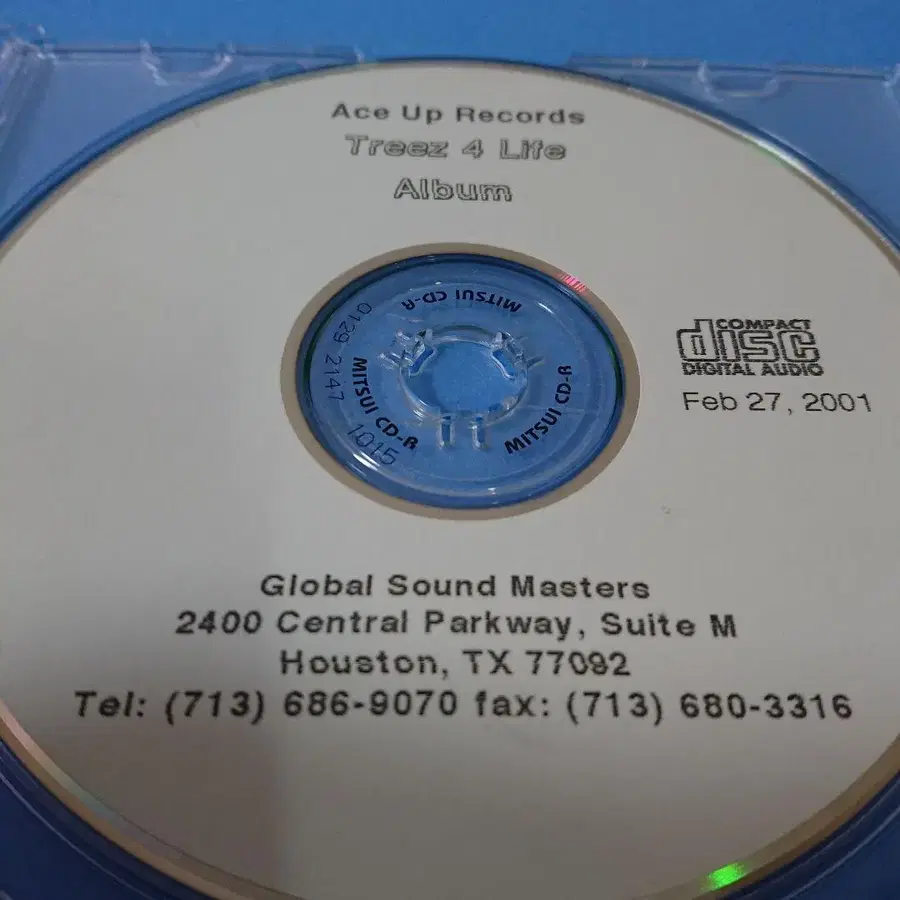 Ace Up Records
Treez 4 Life
Album
MITSUI CD-R
0129 2147
MITSUI CD-R
1015
MITSUI CD-R
COMPACT
disc
DIGITAL AUDIO
Feb 27, 2001
Global Sound Masters
2400 Central Parkway, Suite M
Houston, TX 77092
Tel: (713) 686-9070 fax: (713) 680-3316